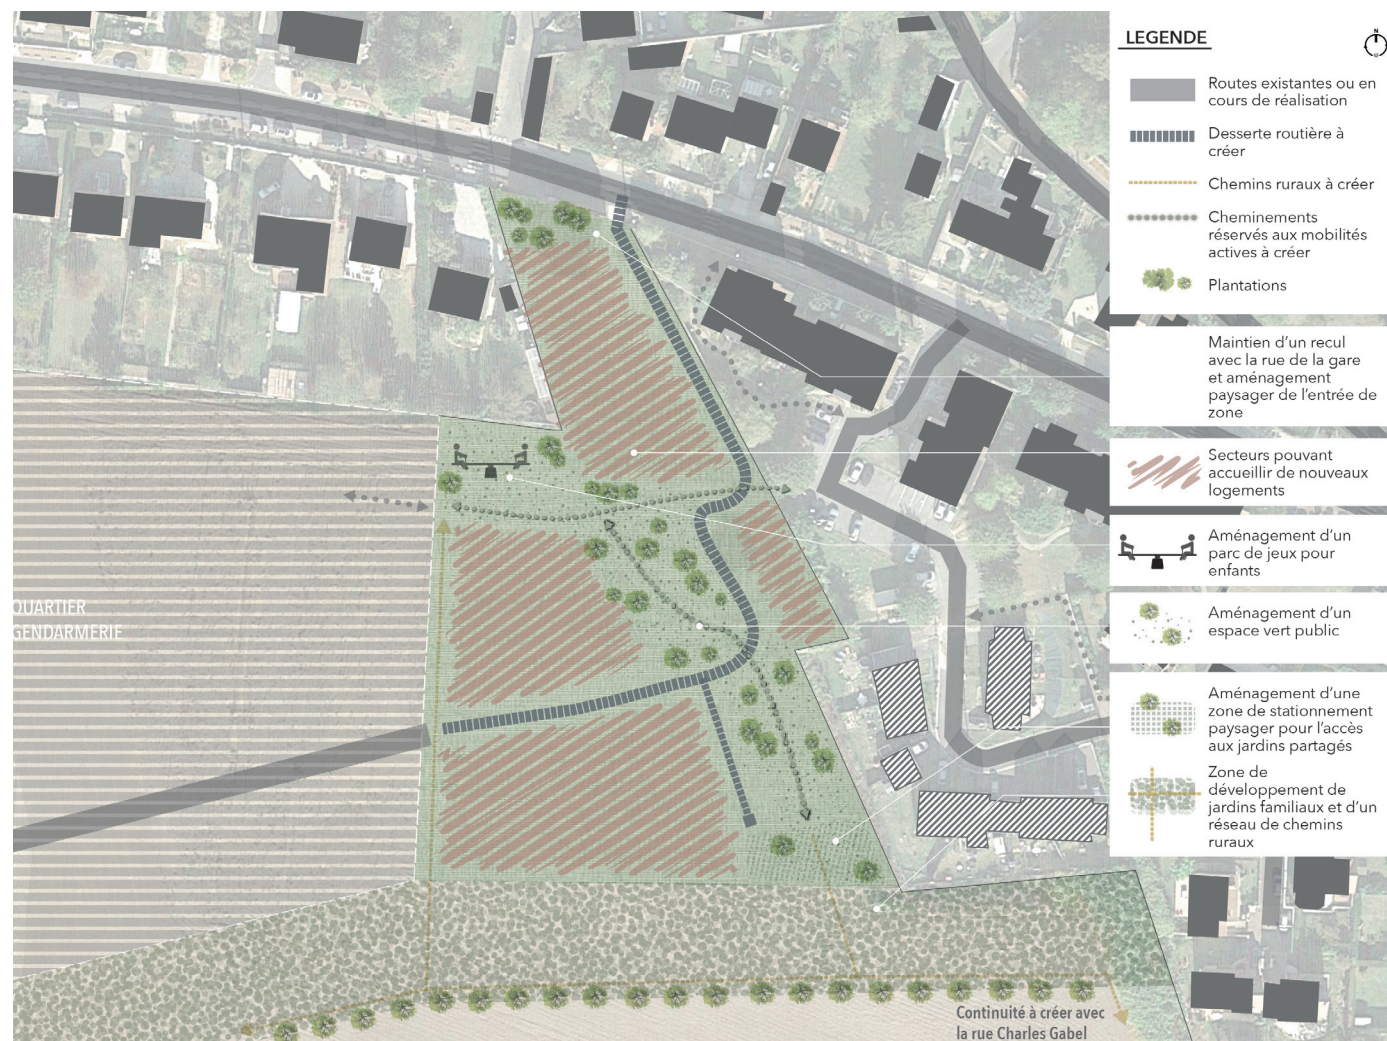 LEGENDE
N
Routes existantes ou en
cours de réalisation
Desserte routière à
créer
Chemins ruraux à créer
Cheminements
réservés aux mobilités
actives à créer
Plantations
Maintien d'un recul
avec la rue de la gare
et aménagement
paysager de l'entrée de
zone
Secteurs pouvant
accueillir de nouveaux
logements
Aménagement d'un
parc de jeux pour
enfants
Aménagement d'un
espace vert public
Aménagement d'une
zone de stationnement
paysager pour l'accès
aux jardins partagés
Zone de
développement de
jardins familiaux et d'un
réseau de chemins
ruraux
QUARTIER
GENDARMERIE
Continuité à créer avec
la rue Charles Gabel